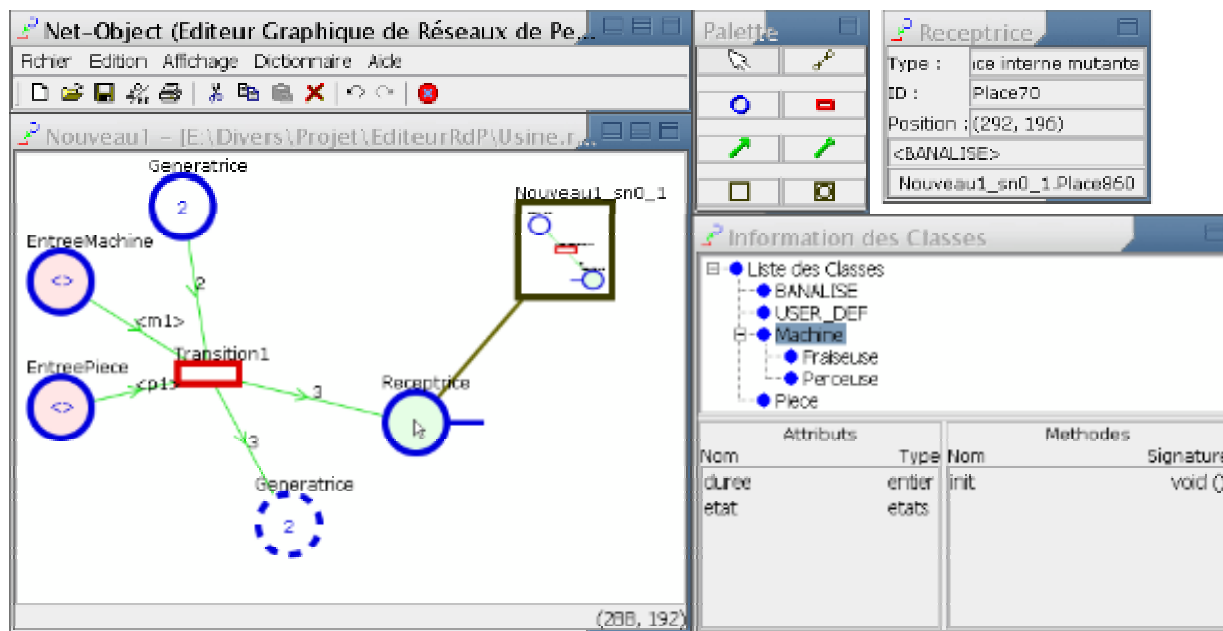 Net-Object (Editeur Graphique de Réseaux de Pe...
Fichier Edition Affichage Dictionnaire Aide
Nouveau1 - [E:\Divers\Projet\EditeurRdP\Usine.r...
Generatrice
2
Nouveau1_sn0_1
EntreeMachine
<>
2
<m1>
Transition1
EntreePiece
<p1>
<>
3
Receptrice
3
Generatrice
2
(288, 192)
Palette
Receptrice
Type : ice interne mutante
ID : Place70
Position : (292, 196)
<BANALISE>
Nouveau1_sn0_1.Place860
Information des Classes
Liste des Classes
BANALISE
USER_DEF
Machine
Fraiseuse
Perceuse
Piece
Attributs
Methodes
Nom Type
Nom Signature
duree entier
init void ()
etat etats